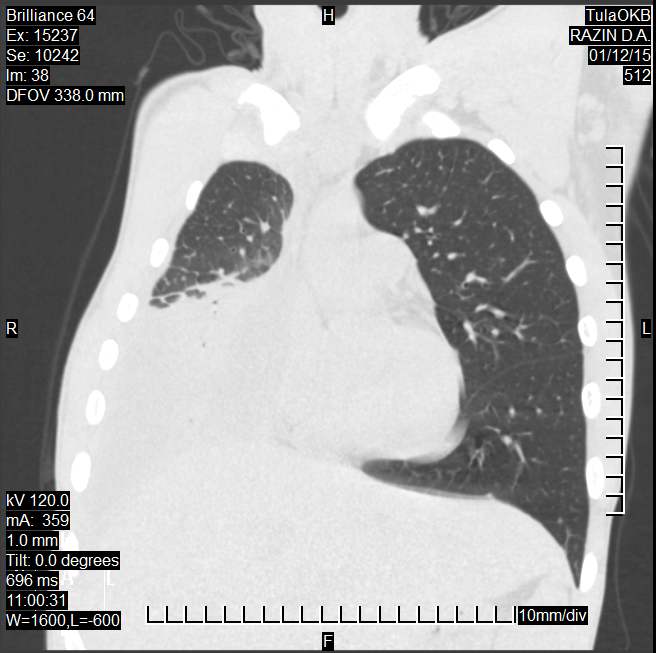 Brilliance 64
Ex: 15237
Se: 10242
Im: 38
DFOV 338.0 mm
H
TulaOKB
RAZIN D.A.
01/12/15
512
R
L
kV 120.0
mA: 359
1.0 mm
Tilt: 0.0 degrees
696 ms
11:00:31
W=1600,L=-600
10mm/div
F